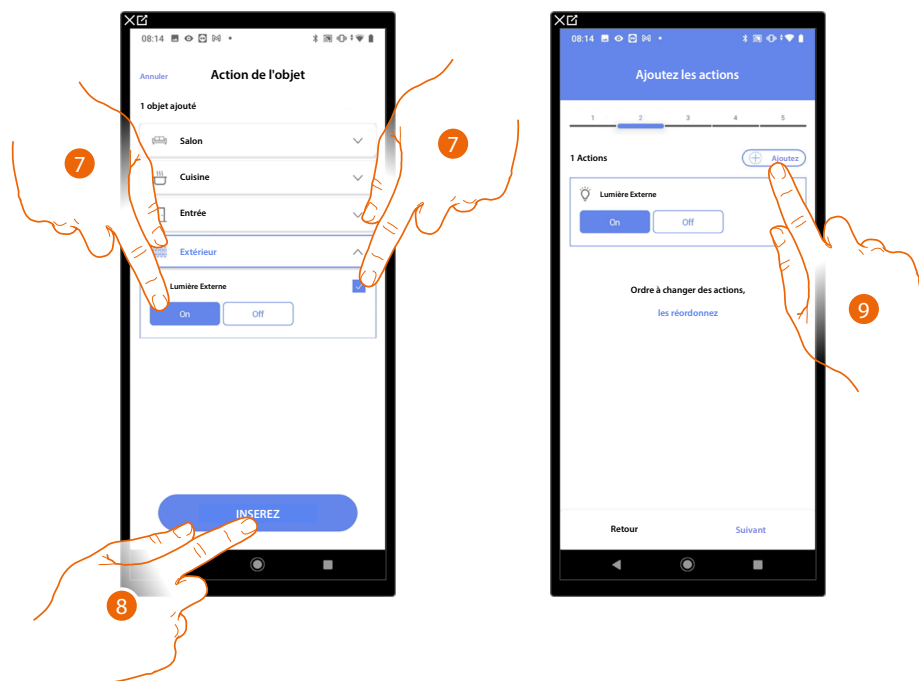 08:14
Annuler
Action de l'objet
1 objet ajouté
Salon
Cuisine
Entrée
Extérieur
Lumière Externe
On
Off
INSEREZ
7
7
8
08:14
Ajoutez les actions
1 2 3 4 5
1 Actions
Ajoutez
Lumière Externe
On
Off
Ordre à changer des actions,
les réordonnez
Retour
Suivant
9